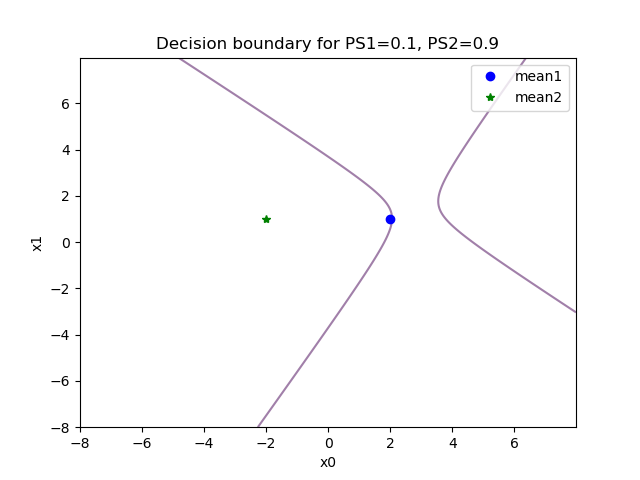 Decision boundary for PS1=0.1, PS2=0.9
mean1
mean2
6
4
2
0
−2
−4
−6
−8
x1
−8 −6 −4 −2 0 2 4 6
x0